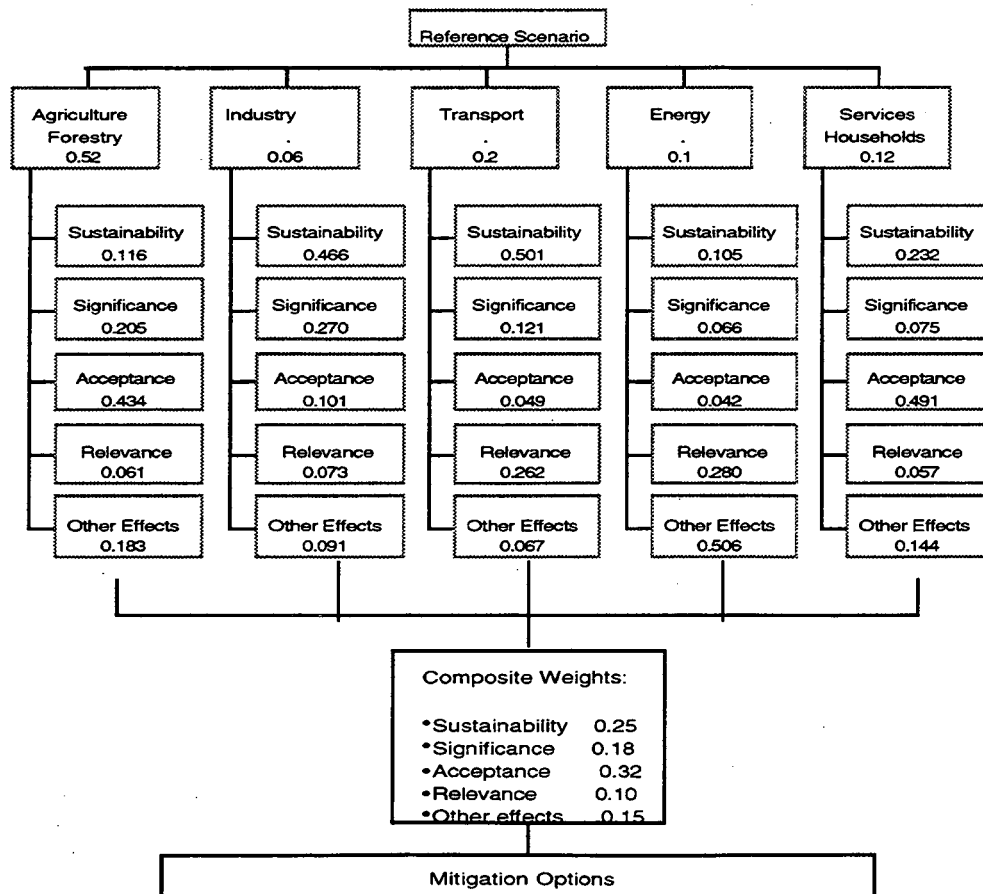 Reference Scenario
Agriculture
Forestry
0.52
Industry
.
0.06
Transport
.
0.2
Energy
.
0.1
Services
Households
0.12
Sustainability
0.116
Significance
0.205
Acceptance
0.434
Relevance
0.061
Other Effects
0.183
Sustainability
0.466
Significance
0.270
Acceptance
0.101
Relevance
0.073
Other Effects
0.091
Sustainability
0.501
Significance
0.121
Acceptance
0.049
Relevance
0.262
Other Effects
0.067
Sustainability
0.105
Significance
0.066
Acceptance
0.042
Relevance
0.280
Other Effects
0.506
Sustainability
0.232
Significance
0.075
Acceptance
0.491
Relevance
0.057
Other Effects
0.144
Composite Weights:
•Sustainability 0.25
•Significance 0.18
•Acceptance 0.32
•Relevance 0.10
•Other effects 0.15
Mitigation Options